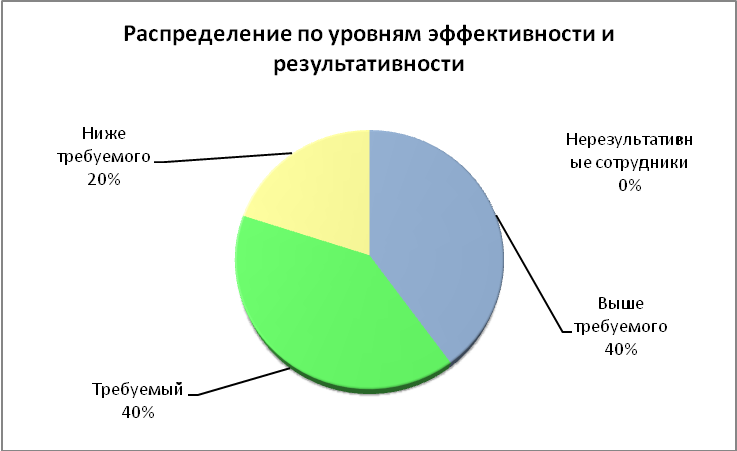 Распределение по уровням эффективности и
результативности
Ниже
требуемого
20%
Нерезультативн
ые сотрудники
0%
Выше
требуемого
40%
Требуемый
40%